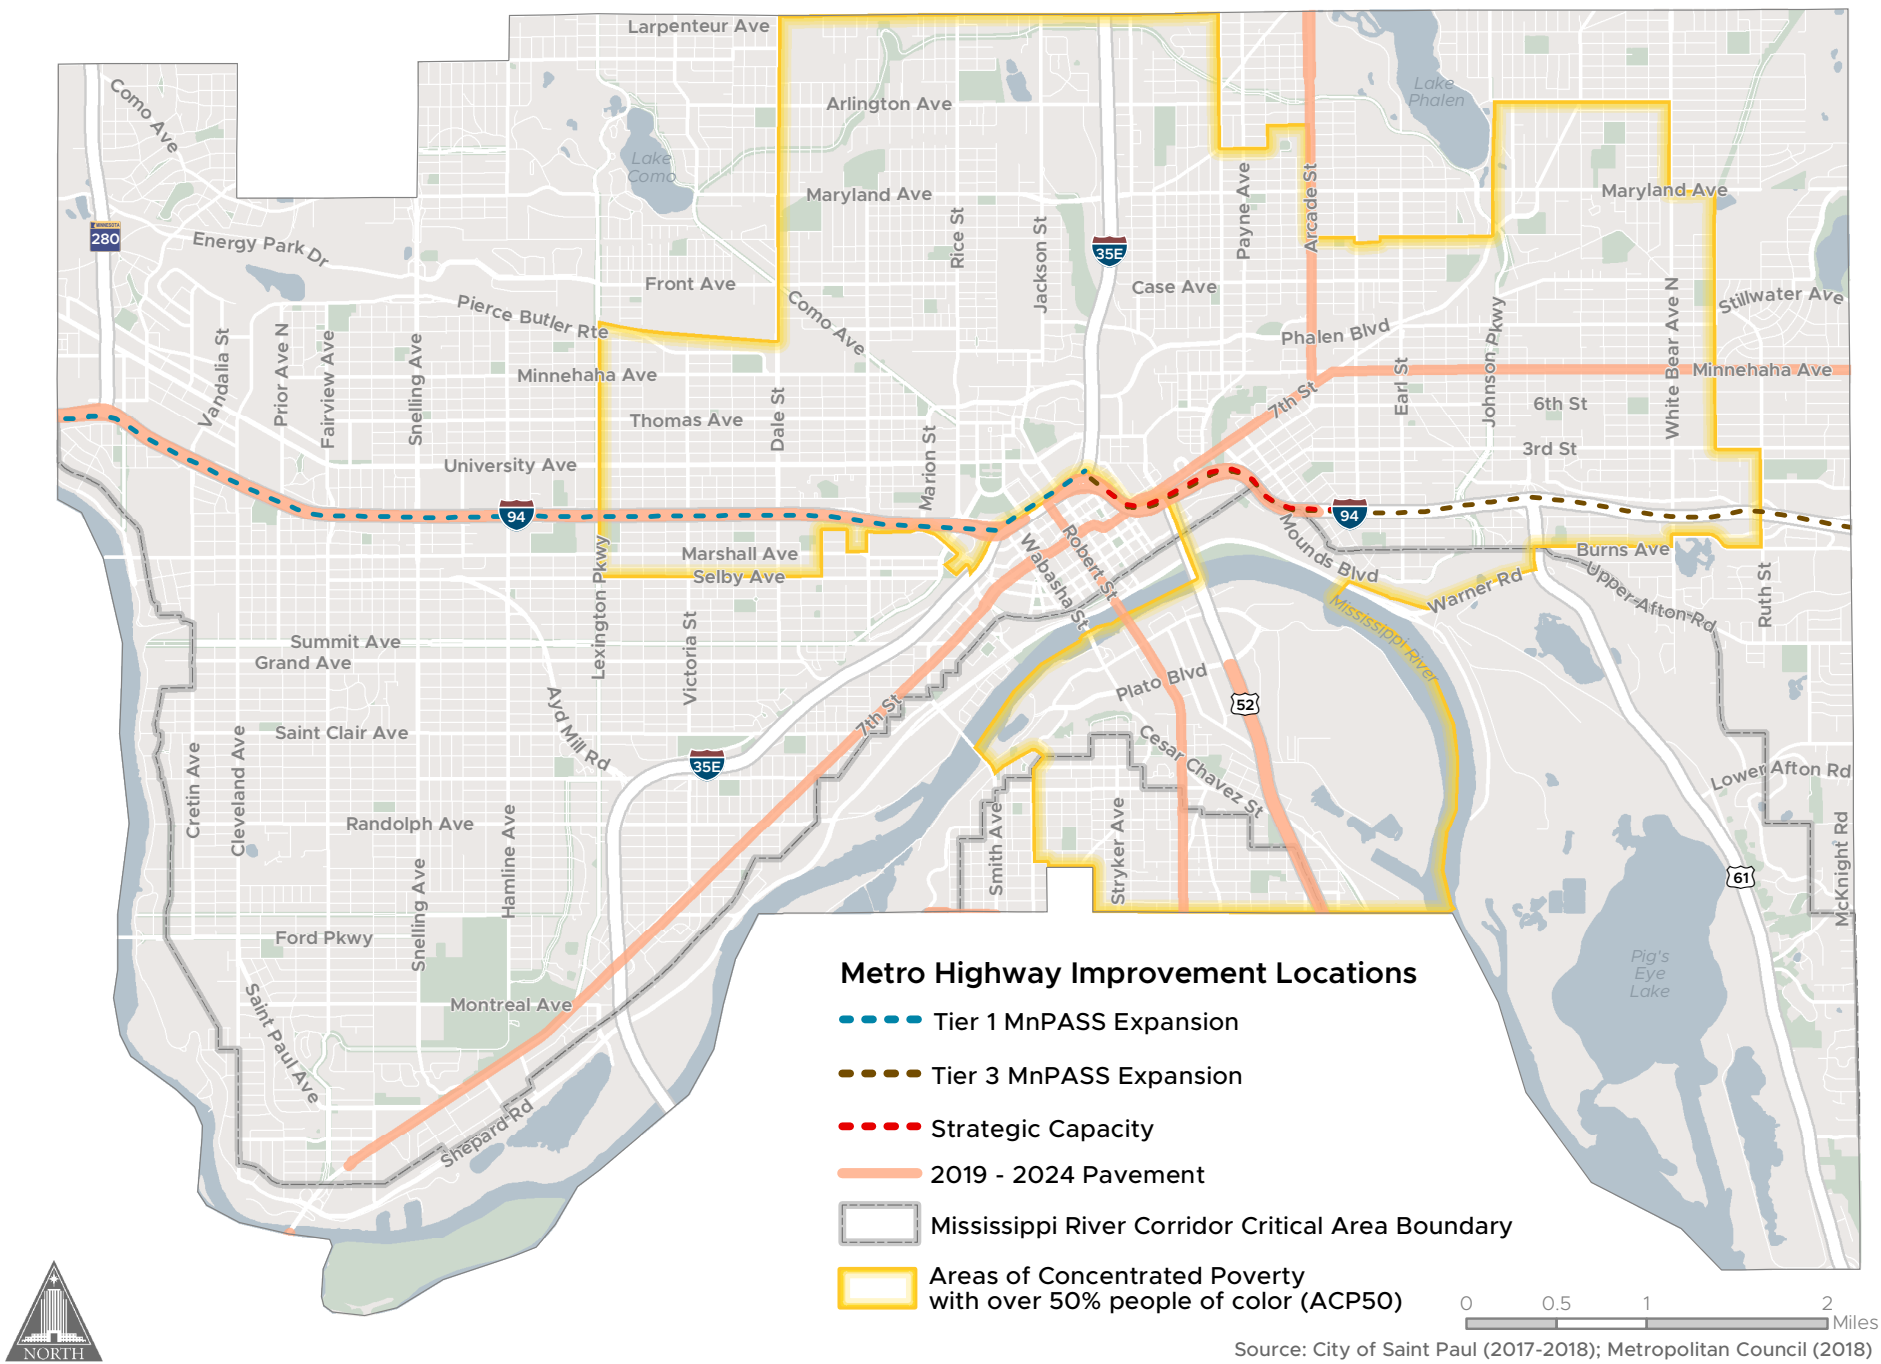 Larpenteur Ave
Como Ave
Lake
Phalen
Arlington Ave
Lake
Como
Maryland Ave
Maryland Ave
Payne Ave
Arcade St
Rice St
Jackson St
MINNESOTA
280
Energy Park Dr
35E
Front Ave
Case Ave
Como Ave
Stillwater Ave
Pierce Butler Rte
Phalen Blvd
Vandalia St
Prior Ave N
Fairview Ave
Snelling Ave
Johnson Pkwy
White Bear Ave N
Minnehaha Ave
Minnehaha Ave
Earl St
7th St
6th St
Thomas Ave
Dale St
Marion St
3rd St
University Ave
94
94
Marshall Ave
Selby Ave
Lexington Pkwy
Wabasha St
Robert St
Mounds Blvd
Burns Ave
Warner Rd
Upper Afton Rd
Ruth St
Mississippi River
Summit Ave
Grand Ave
Victoria St
Ayd Mill Rd
Plato Blvd
52
7th St
Saint Clair Ave
Cesar Chavez St
35E
Lower Afton Rd
Cretin Ave
Cleveland Ave
Randolph Ave
Hamline Ave
Snelling Ave
Smith Ave
Stryker Ave
61
McKnight Rd
Ford Pkwy
Pig's
Eye
Lake
Montreal Ave
Saint Paul Ave
Shepard Rd
Metro Highway Improvement Locations
Tier 1 MnPASS Expansion
Tier 3 MnPASS Expansion
Strategic Capacity
2019 - 2024 Pavement
Mississippi River Corridor Critical Area Boundary
Areas of Concentrated Poverty
with over 50% people of color (ACP50)
0 0.5 1 2
Miles
Source: City of Saint Paul (2017-2018); Metropolitan Council (2018)
NORTH